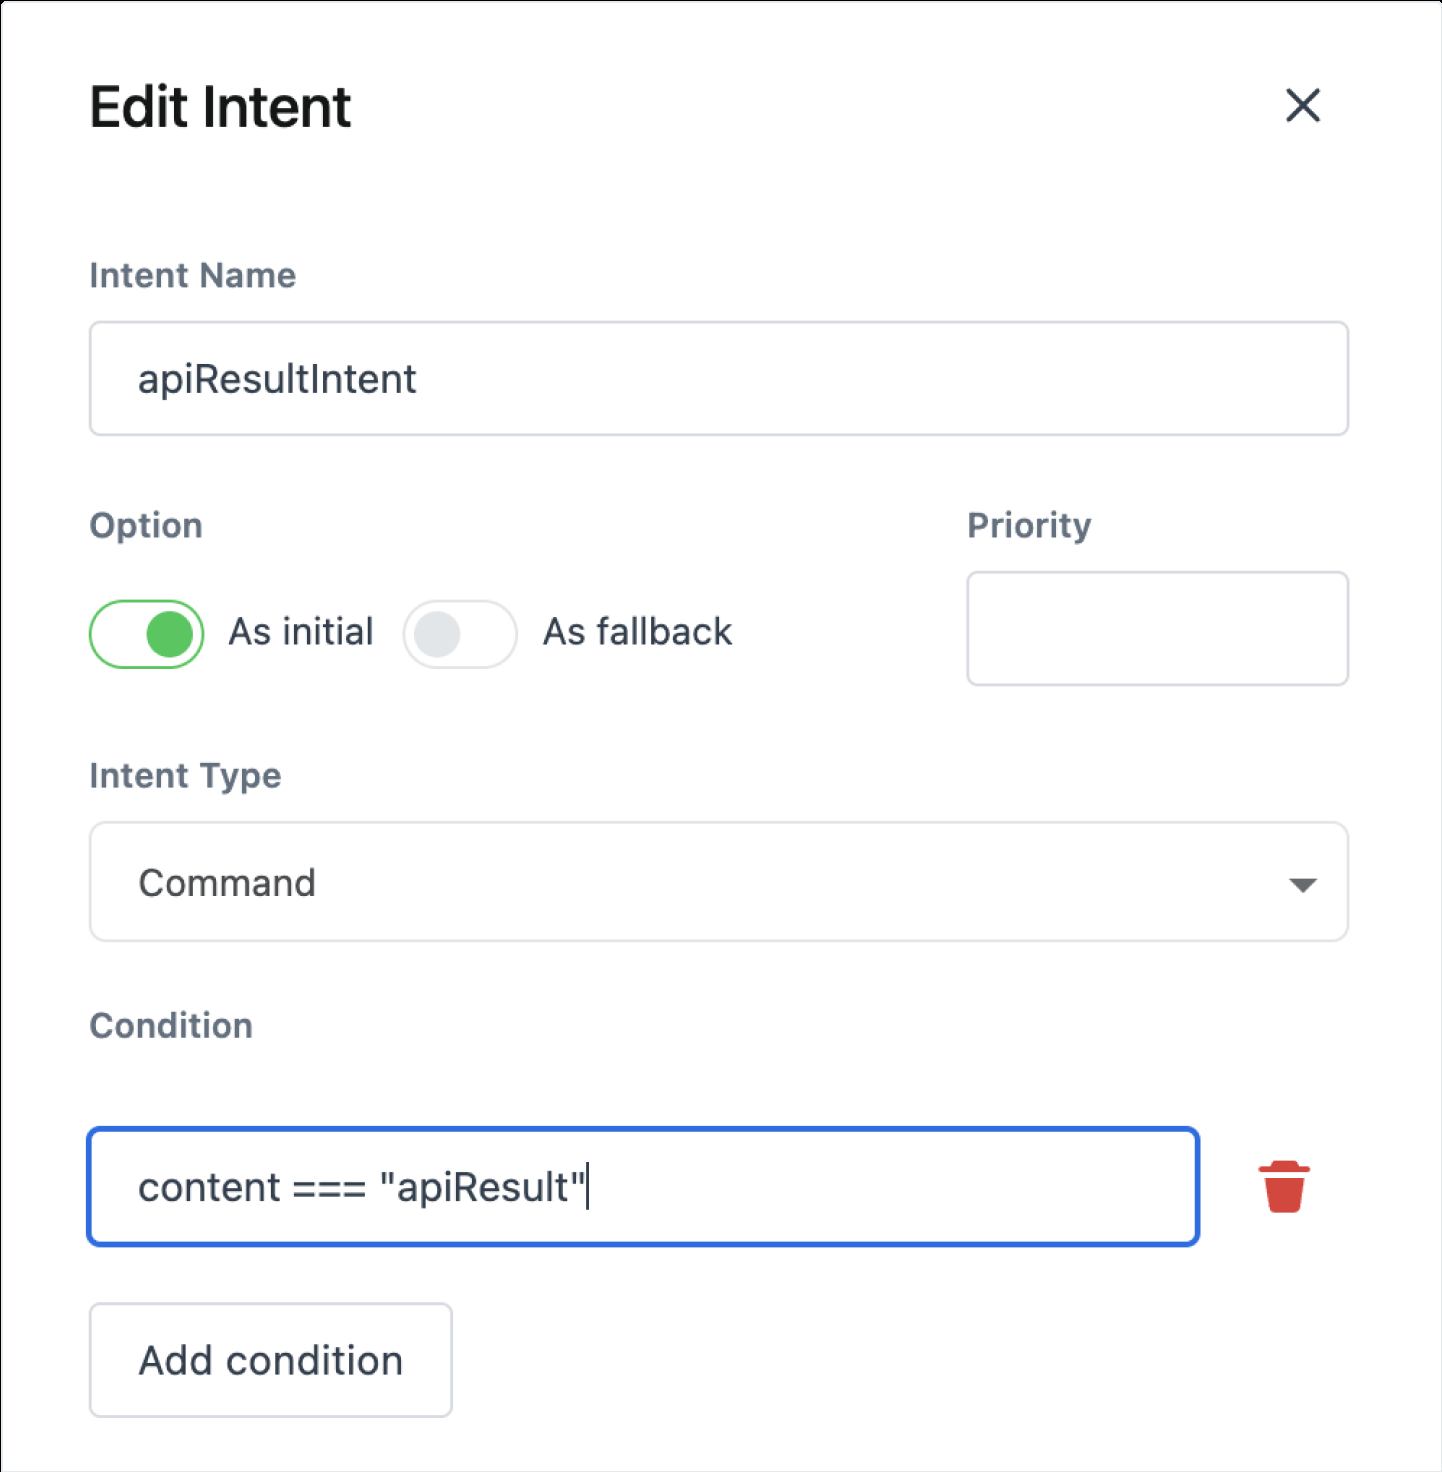 Edit Intent
Intent Name
apiResultIntent
Option
Priority
As initial
As fallback
Intent Type
Command
Condition
content === "apiResult"
Add condition